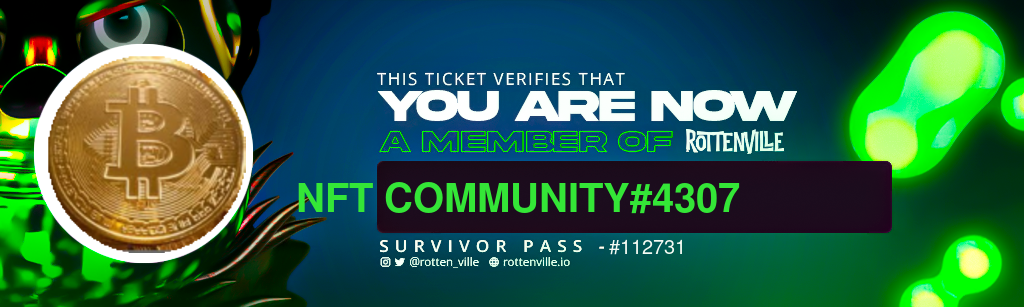 THIS TICKET VERIFIES THAT
YOU ARE NOW
A MEMBER OF ROTTENVILLE
NFT COMMUNITY#4307
SURVIVOR PASS - #112731
@rotten_ville rottenville.io